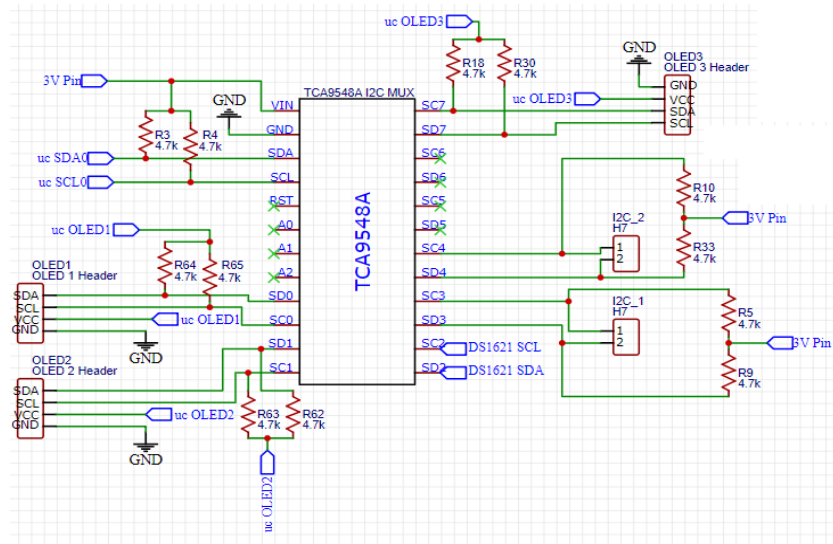 uc OLED3
R18
4.7k
R30
4.7k
GND
OLED3
OLED 3 Header
GND
VCC
SDA
SCL
uc OLED3
3V Pin
GND
R3
4.7k
R4
4.7k
uc SDA0
uc SCL0
TCA9548A I2C MUX
TCA9548A
VIN
GND
SDA
SCL
RST
A0
A1
A2
SD0
SC0
SD1
SC1
SC7
SD7
SC6
SD6
SC5
SD5
SC4
SD4
SC3
SD3
SC2
SD2
DS1621 SCL
DS1621 SDA
R10
4.7k
3V Pin
R33
4.7k
I2C_2
H7
1
2
I2C_1
H7
1
2
R5
4.7k
3V Pin
R9
4.7k
uc OLED1
R64
4.7k
R65
4.7k
OLED1
OLED 1 Header
SDA
SCL
VCC
GND
uc OLED1
GND
OLED2
OLED 2 Header
SDA
SCL
VCC
GND
uc OLED2
GND
R63
4.7k
R62
4.7k
uc OLED2